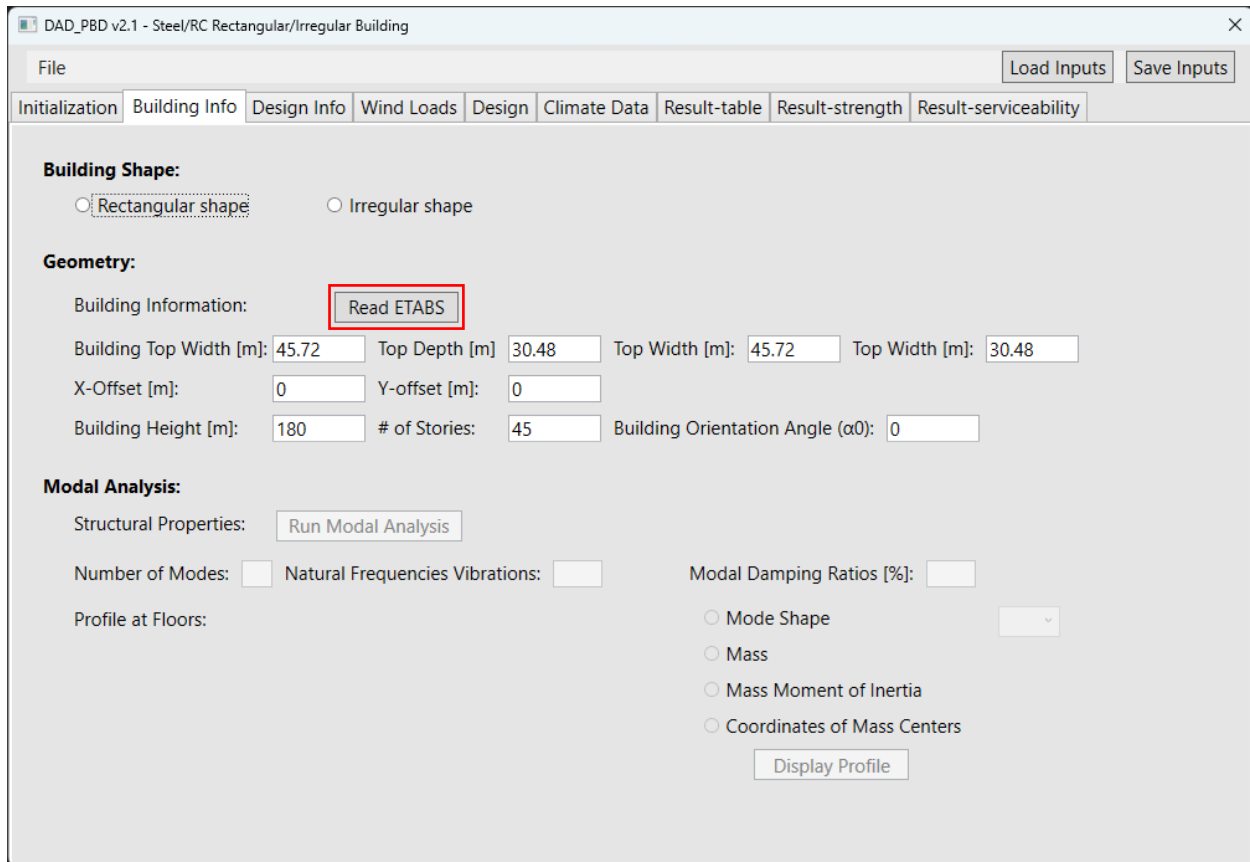 DAD_PBD v2.1 - Steel/RC Rectangular/Irregular Building
File Load Inputs Save Inputs
Initialization Building Info Design Info Wind Loads Design Climate Data Result-table Result-strength Result-serviceability
Building Shape:
Rectangular shape Irregular shape
Geometry:
Building Information: Read ETABS
Building Top Width [m]: 45.72 Top Depth [m] 30.48 Top Width [m]: 45.72 Top Width [m]: 30.48
X-Offset [m]: 0 Y-offset [m]: 0
Building Height [m]: 180 # of Stories: 45 Building Orientation Angle (α0): 0
Modal Analysis:
Structural Properties: Run Modal Analysis
Number of Modes: Natural Frequencies Vibrations: Modal Damping Ratios [%]:
Profile at Floors: Mode Shape
Mass
Mass Moment of Inertia
Coordinates of Mass Centers
Display Profile